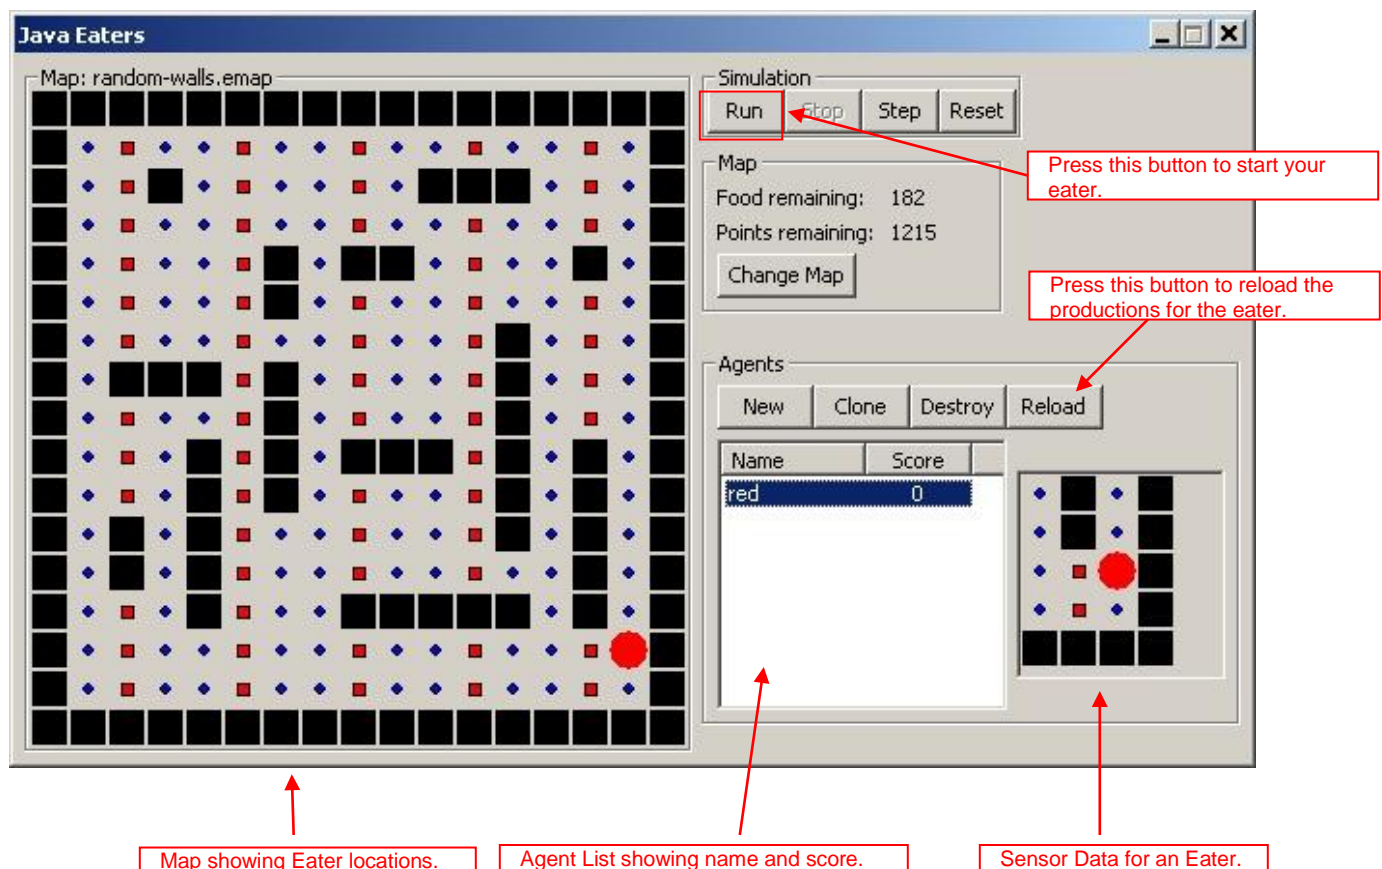 Java Eaters
Map: random-walls.emap
Simulation
Run Stop Step Reset
Press this button to start your
eater.
Map
Food remaining: 182
Points remaining: 1215
Change Map
Press this button to reload the
productions for the eater.
Agents
New Clone Destroy Reload
Name Score
red 0
Map showing Eater locations.
Agent List showing name and score.
Sensor Data for an Eater.